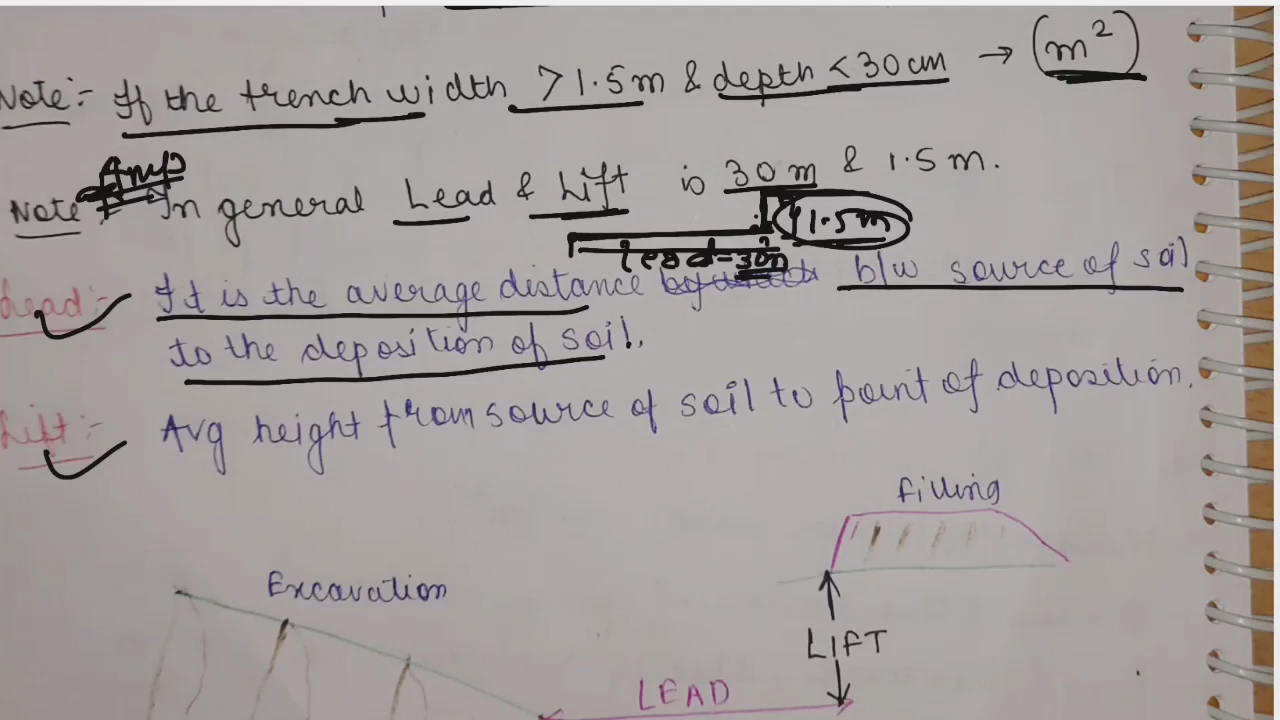 Note:- If the trench width > 1.5m & depth < 30cm → (m²)
Imp
Note :- In general Lead & Lift is 30m & 1.5m.
1.5m
lead=30m
Lead:- It is the average distance b/w source of soil
to the deposition of soil.
Lift:- Avg height from source of soil to point of deposition.
filling
Excavation
LIFT
LEAD